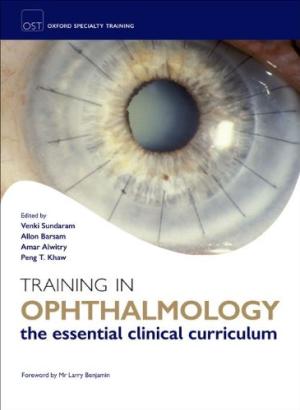 OST OXFORD SPECIALTY TRAINING
Edited by
Venki Sundaram
Allon Barsam
Amar Alwitry
Peng T. Khaw
TRAINING IN
OPHTHALMOLOGY
the essential clinical curriculum
Foreword by Mr Larry Benjamin